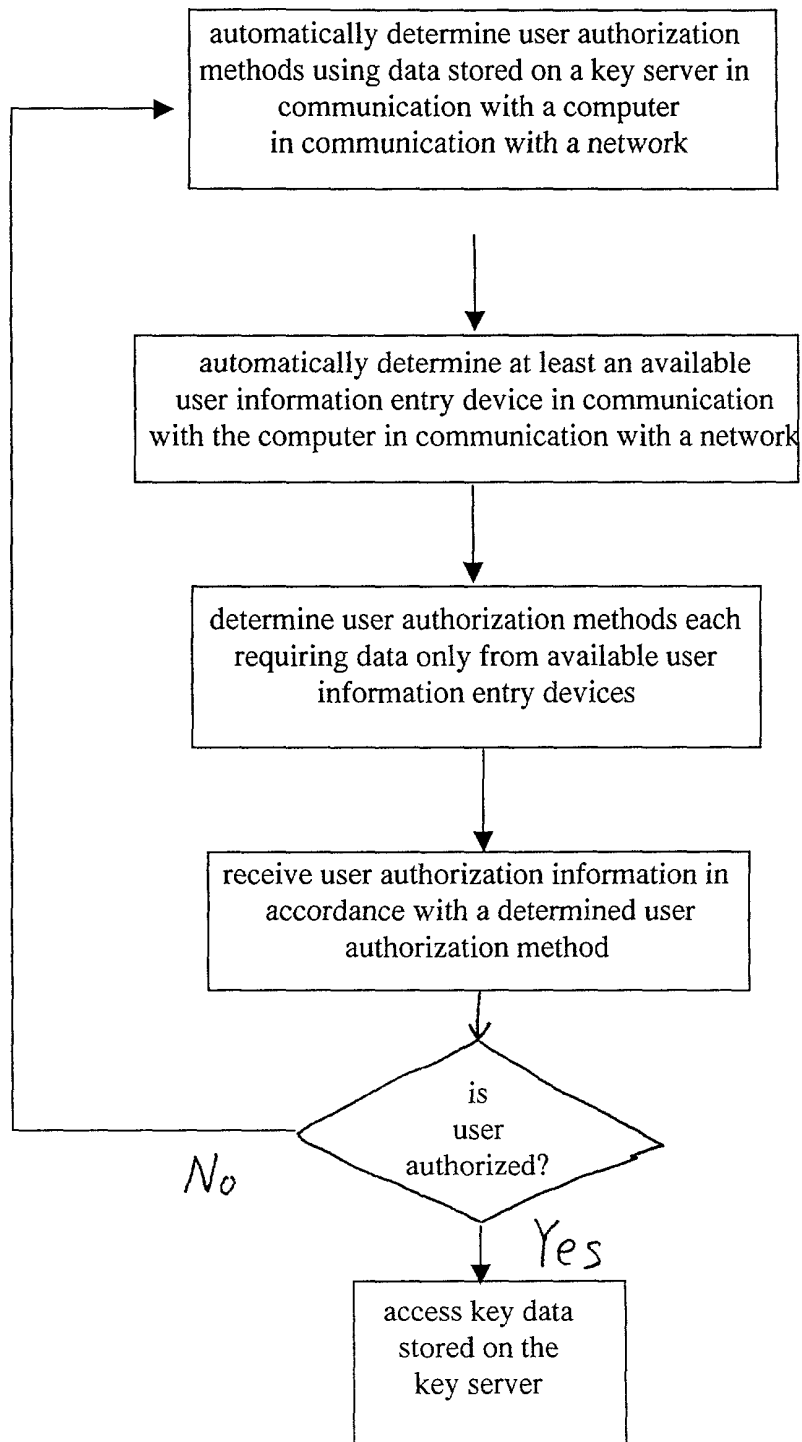 automatically determine user authorization
methods using data stored on a key server in
communication with a computer
in communication with a network
automatically determine at least an available
user information entry device in communication
with the computer in communication with a network
determine user authorization methods each
requiring data only from available user
information entry devices
receive user authorization information in
accordance with a determined user
authorization method
is
user
authorized?
No
Yes
access key data
stored on the
key server